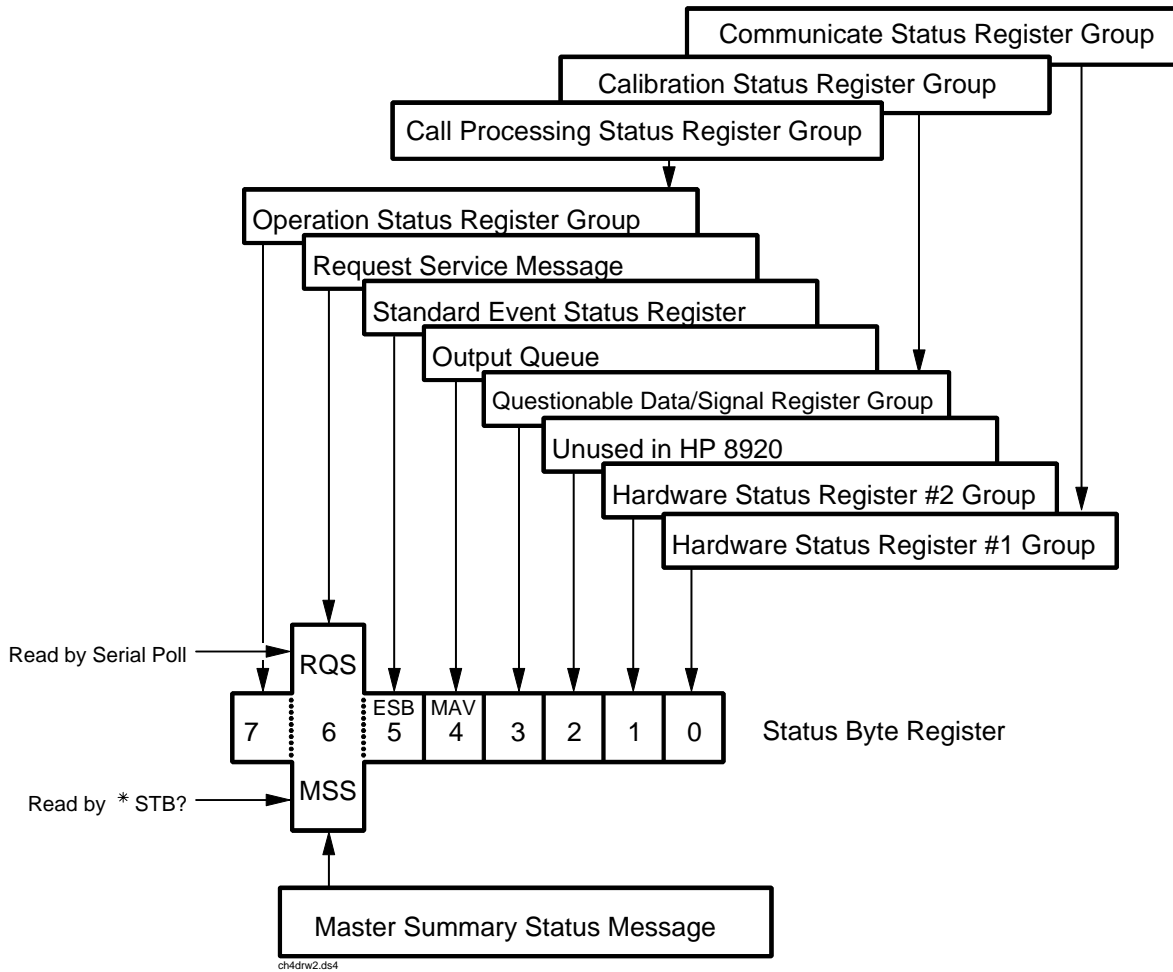 Communicate Status Register Group
Calibration Status Register Group
Call Processing Status Register Group
Operation Status Register Group
Request Service Message
Standard Event Status Register
Output Queue
Questionable Data/Signal Register Group
Unused in HP 8920
Hardware Status Register #2 Group
Hardware Status Register #1 Group
Read by Serial Poll
RQS
ESB MAV
7 6 5 4 3 2 1 0 Status Byte Register
Read by * STB?
MSS
Master Summary Status Message
ch4drw2.ds4